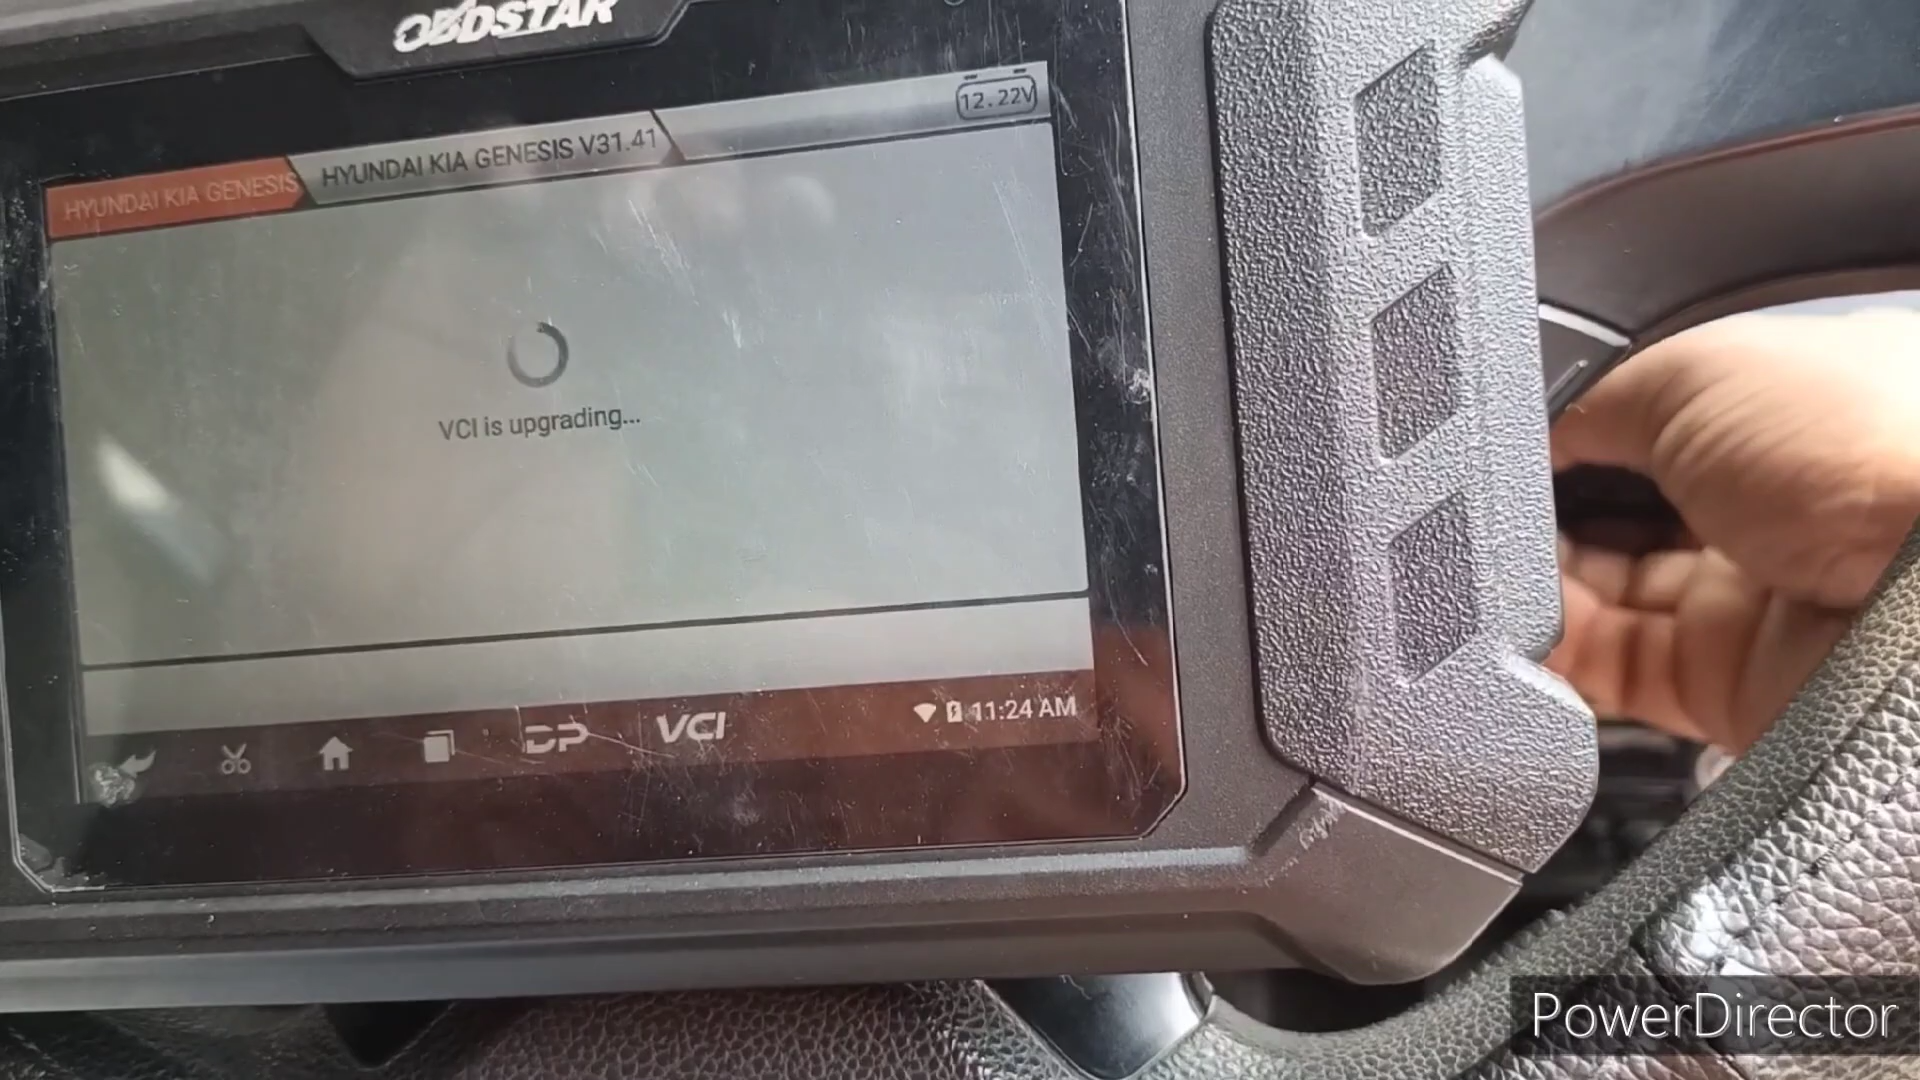 OBDSTAR
12.22V
HYUNDAI KIA GENESIS
HYUNDAI KIA GENESIS V31.41
VCI is upgrading...
DP
VCI
11:24 AM
PowerDirector